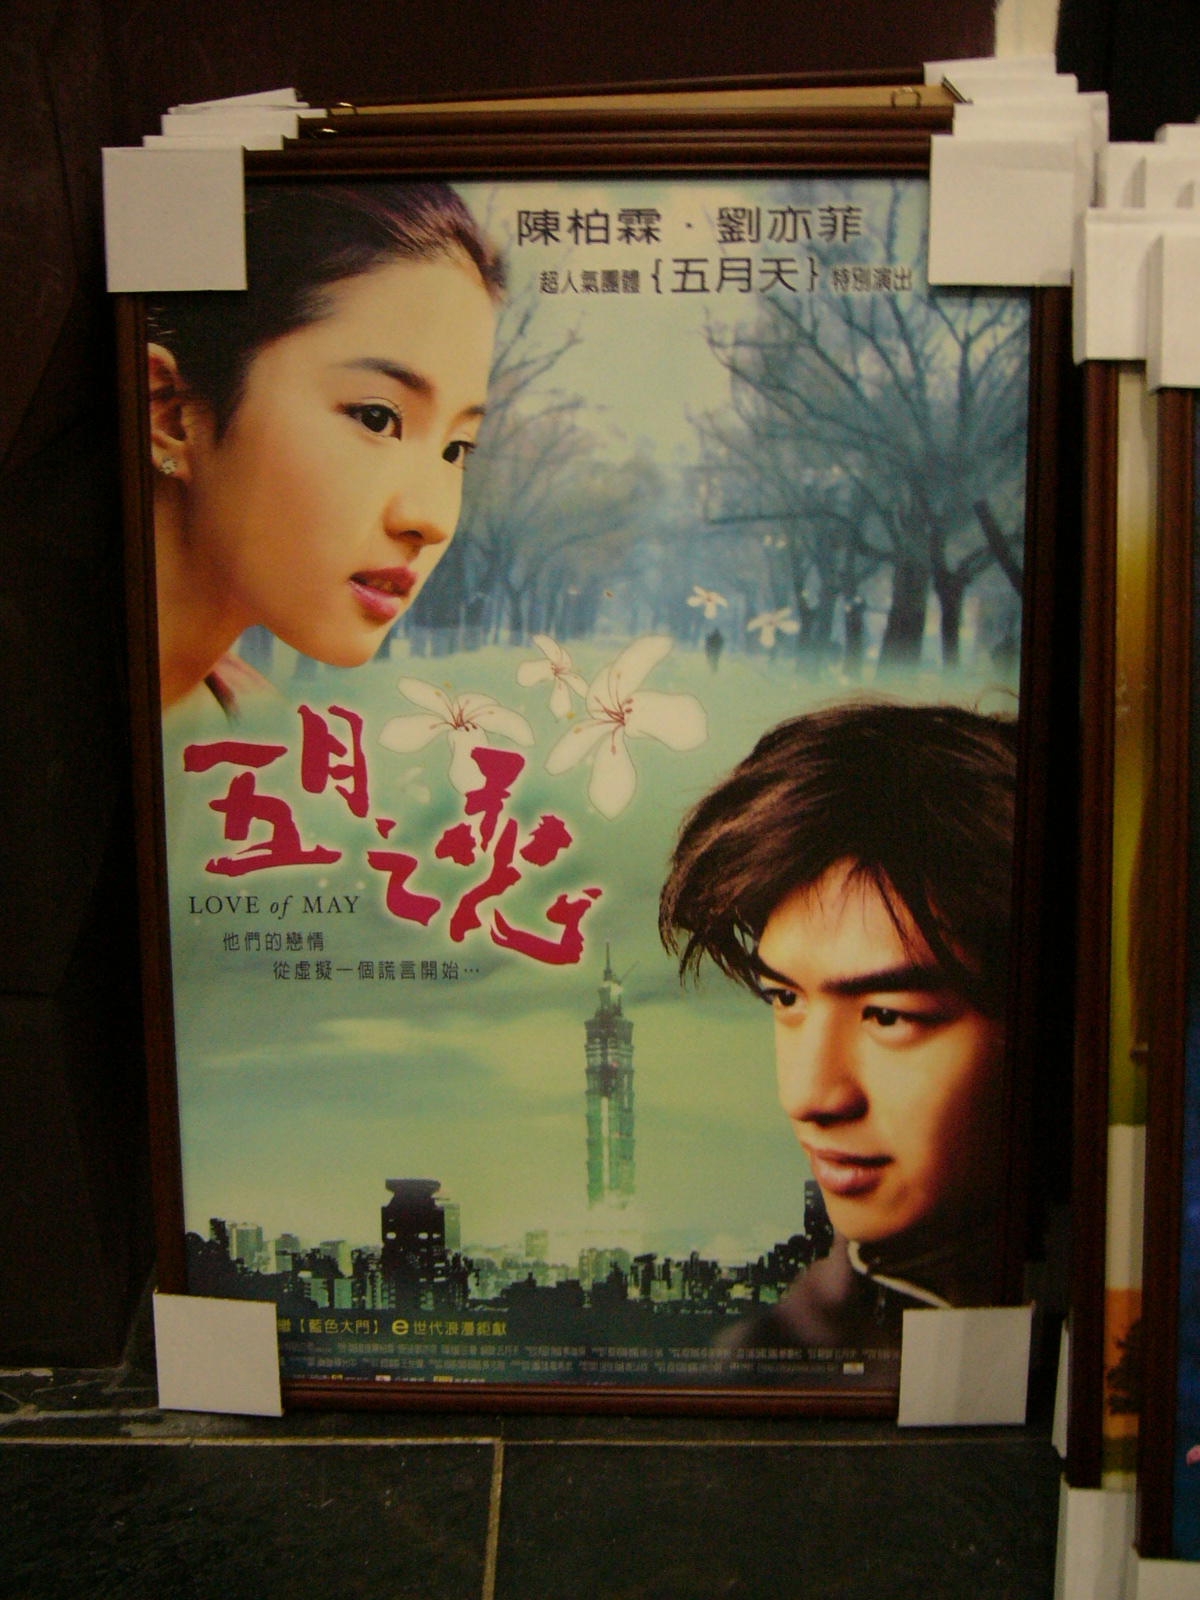 陳柏霖·劉亦菲
超人氣團體{五月天}特別演出
五月之恋
LOVE of MAY
他們的戀情
從虛擬一個謊言開始…
【藍色大門】e世代浪漫鉅獻